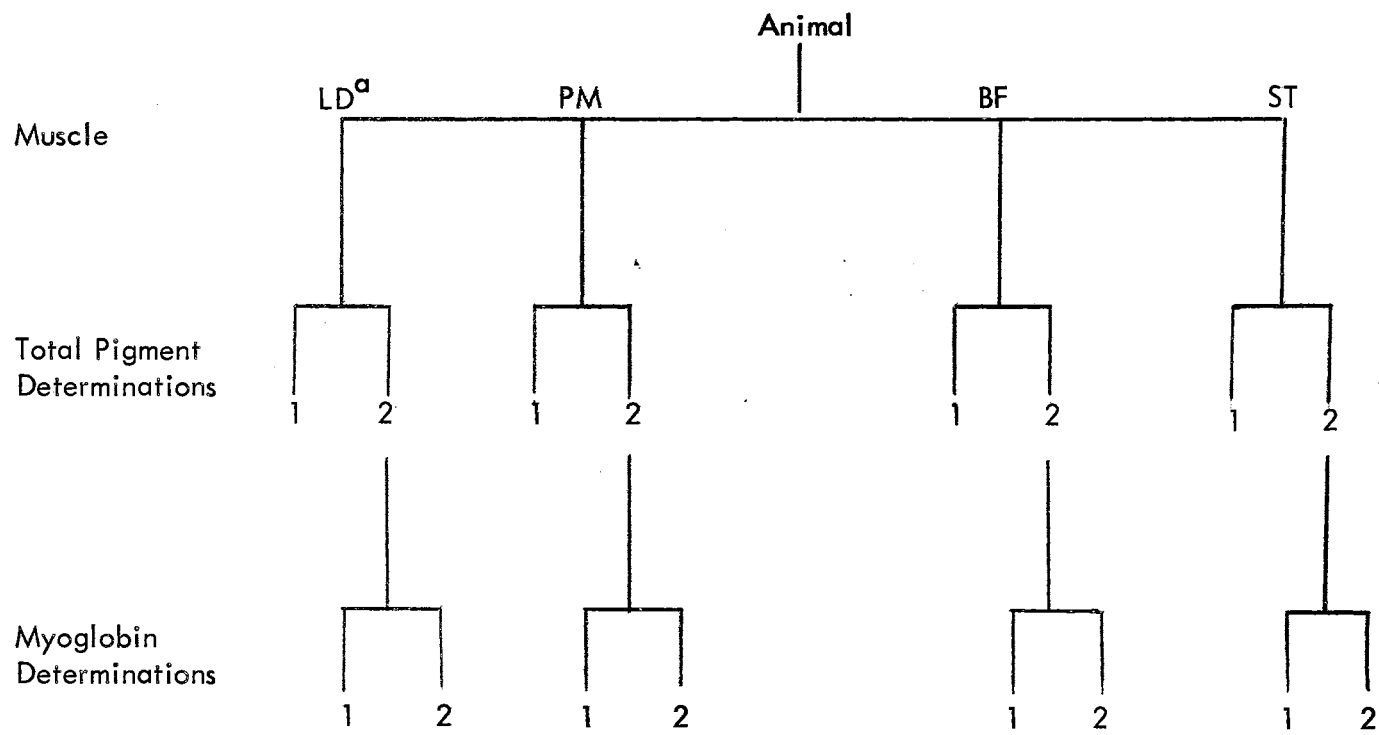 Animal
LDa PM BF ST
Muscle
Total Pigment
Determinations
1 2 1 2 1 2 1 2
Myoglobin
Determinations
1 2 1 2 1 2 1 2